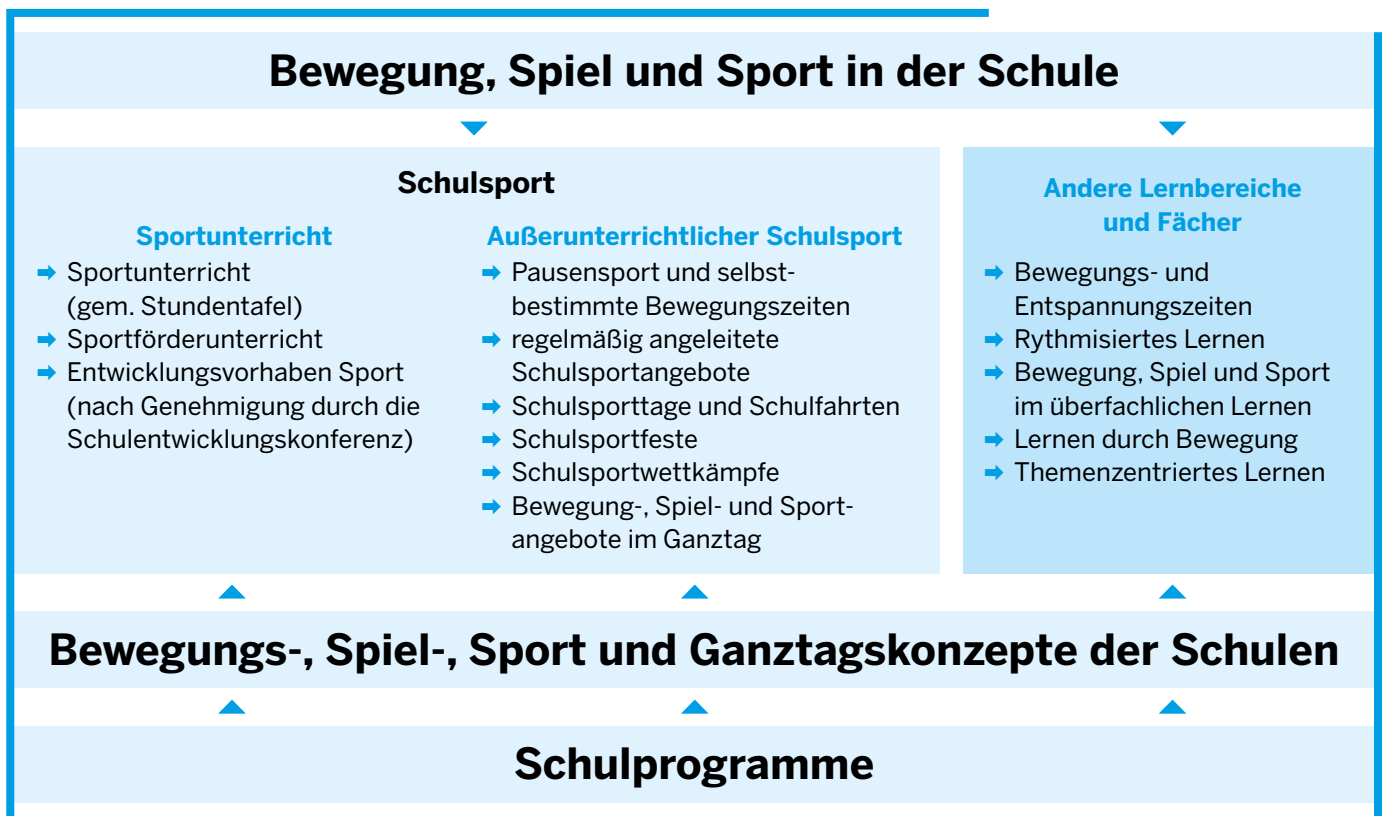 Bewegung, Spiel und Sport in der Schule
Schulsport
Sportunterricht
➡ Sportunterricht
(gem. Stundentafel)
➡ Sportförderunterricht
➡ Entwicklungsvorhaben Sport
(nach Genehmigung durch die
Schulentwicklungskonferenz)
Außerunterrichtlicher Schulsport
➡ Pausensport und selbst-
bestimmte Bewegungszeiten
➡ regelmäßig angeleitete
Schulsportangebote
➡ Schulsporttage und Schulfahrten
➡ Schulsportfeste
➡ Schulsportwettkämpfe
➡ Bewegung-, Spiel- und Sport-
angebote im Ganztag
Andere Lernbereiche
und Fächer
➡ Bewegungs- und
Entspannungszeiten
➡ Rythmisiertes Lernen
➡ Bewegung, Spiel und Sport
im überfachlichen Lernen
➡ Lernen durch Bewegung
➡ Themenzentriertes Lernen
Bewegungs-, Spiel-, Sport und Ganztagskonzepte der Schulen
Schulprogramme